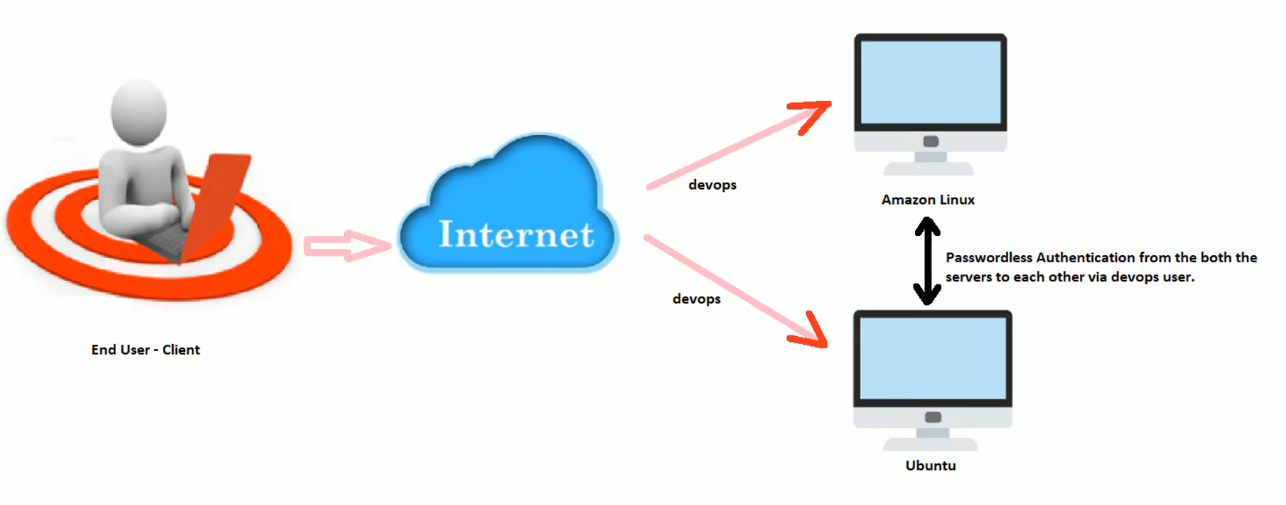 Internet
devops
Amazon Linux
Passwordless Authentication from the both the
servers to each other via devops user.
devops
End User - Client
Ubuntu